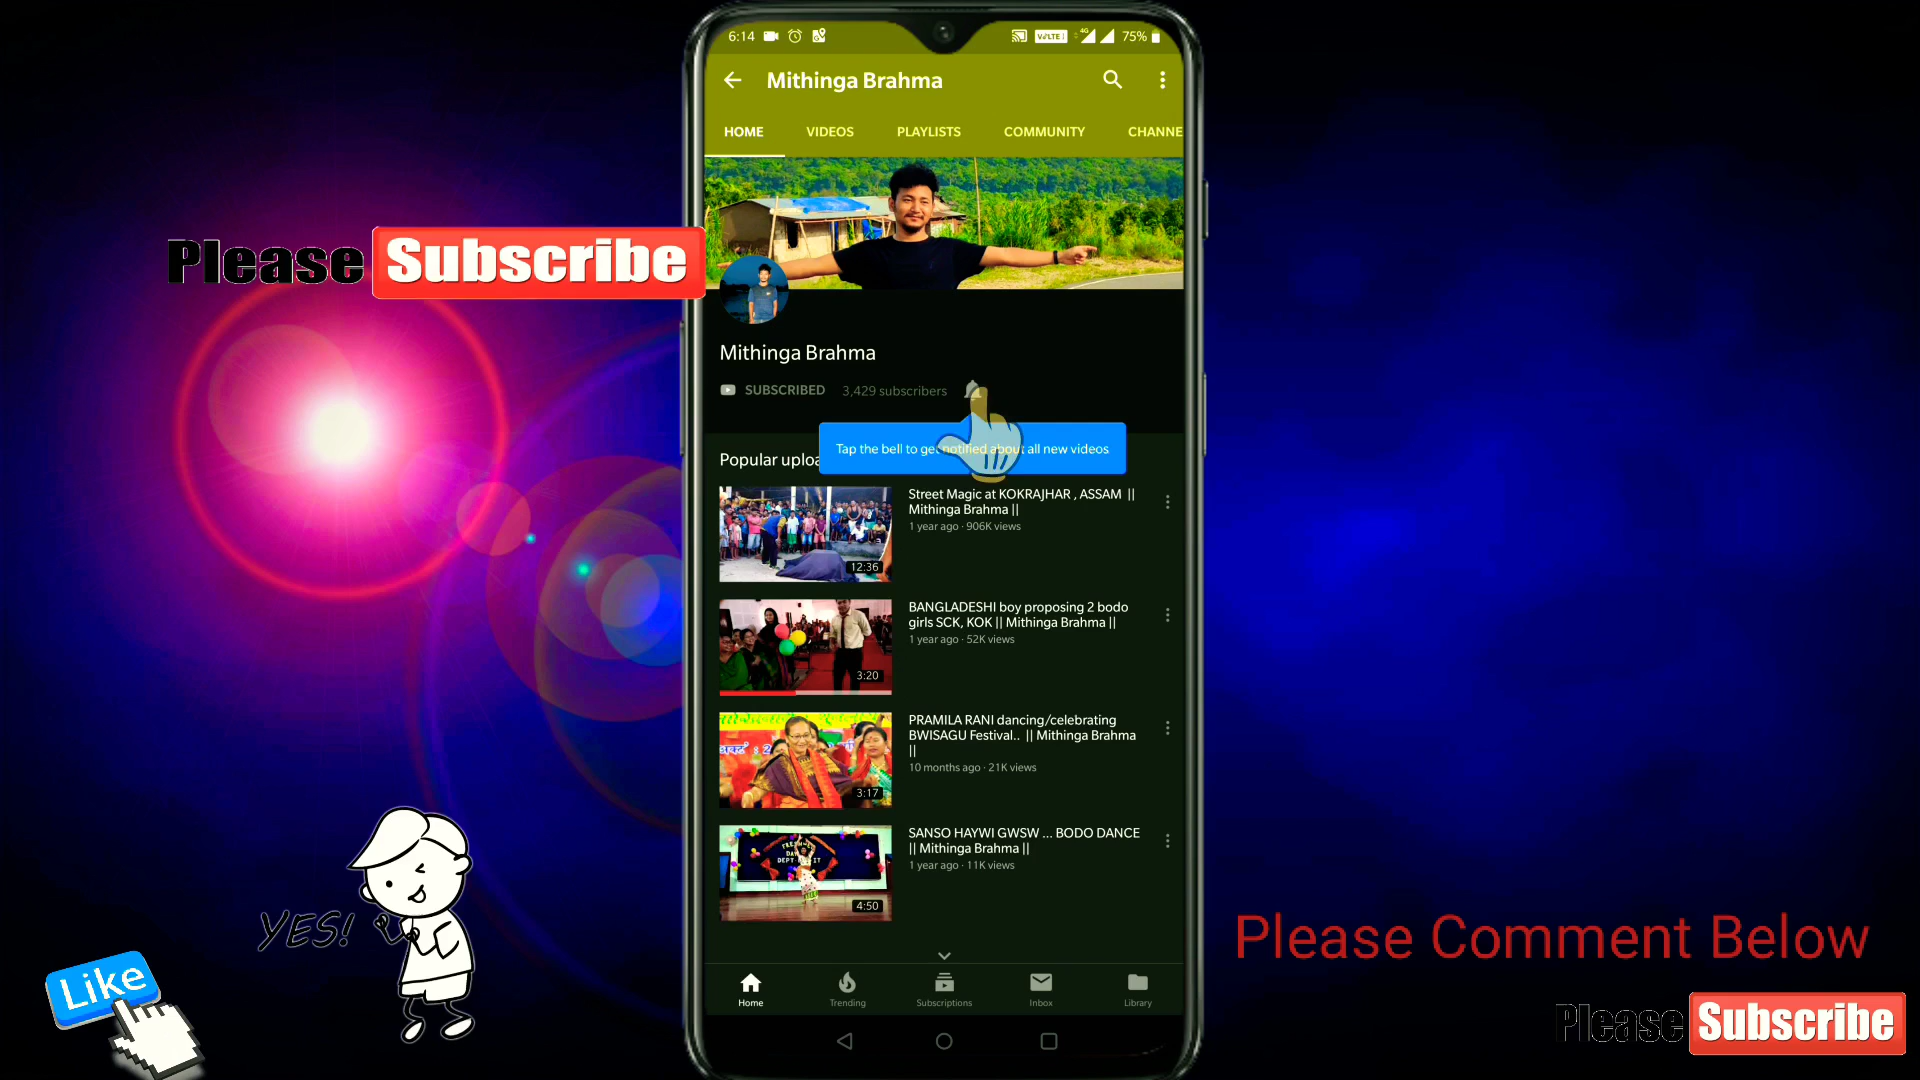 6:14
VoLTE 4G 75%
Mithinga Brahma
HOME VIDEOS PLAYLISTS COMMUNITY CHANNE
Please Subscribe
Mithinga Brahma
SUBSCRIBED 3,429 subscribers
Tap the bell to get notified about all new videos
Popular uploa
Street Magic at KOKRAJHAR , ASSAM ||
Mithinga Brahma ||
1 year ago · 906K views
12:36
BANGLADESHI boy proposing 2 bodo
girls SCK, KOK || Mithinga Brahma ||
1 year ago · 52K views
3:20
PRAMILA RANI dancing/celebrating
BWISAGU Festival.. || Mithinga Brahma
||
10 months ago · 21K views
3:17
SANSO HAYWI GWSW ... BODO DANCE
|| Mithinga Brahma ||
1 year ago · 11K views
4:50
YES!
Like
Home Trending Subscriptions Inbox Library
Please Comment Below
Please Subscribe